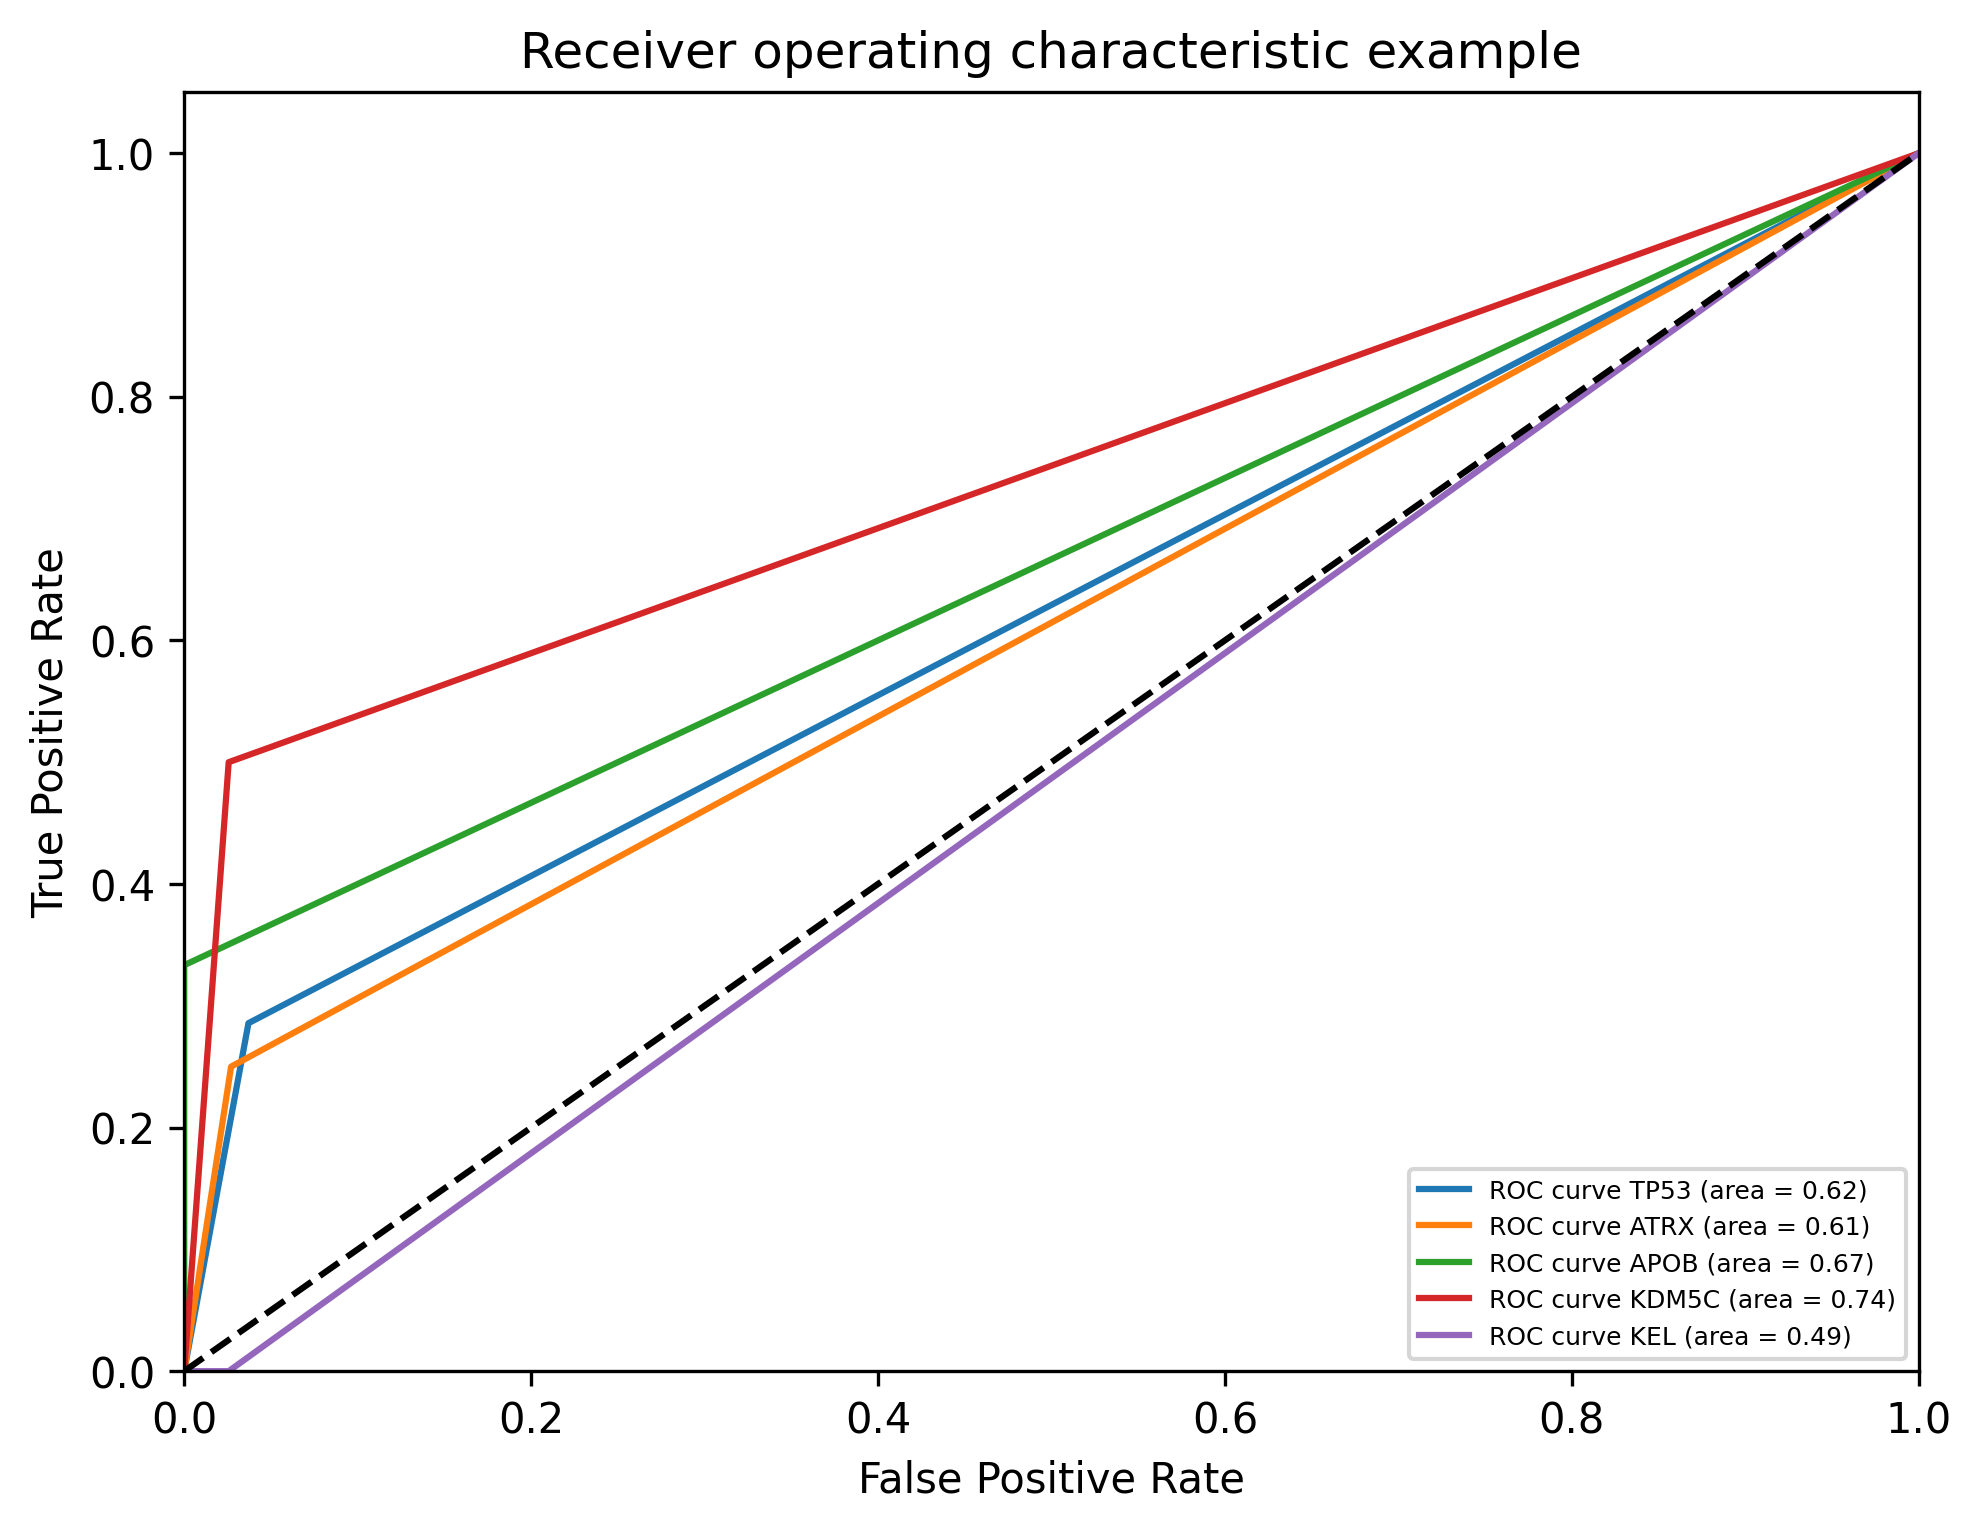 Receiver operating characteristic example
1.0
0.8
0.6
0.4
0.2
0.0
True Positive Rate
ROC curve TP53 (area = 0.62)
ROC curve ATRX (area = 0.61)
ROC curve APOB (area = 0.67)
ROC curve KDM5C (area = 0.74)
ROC curve KEL (area = 0.49)
0.0 0.2 0.4 0.6 0.8 1.0
False Positive Rate